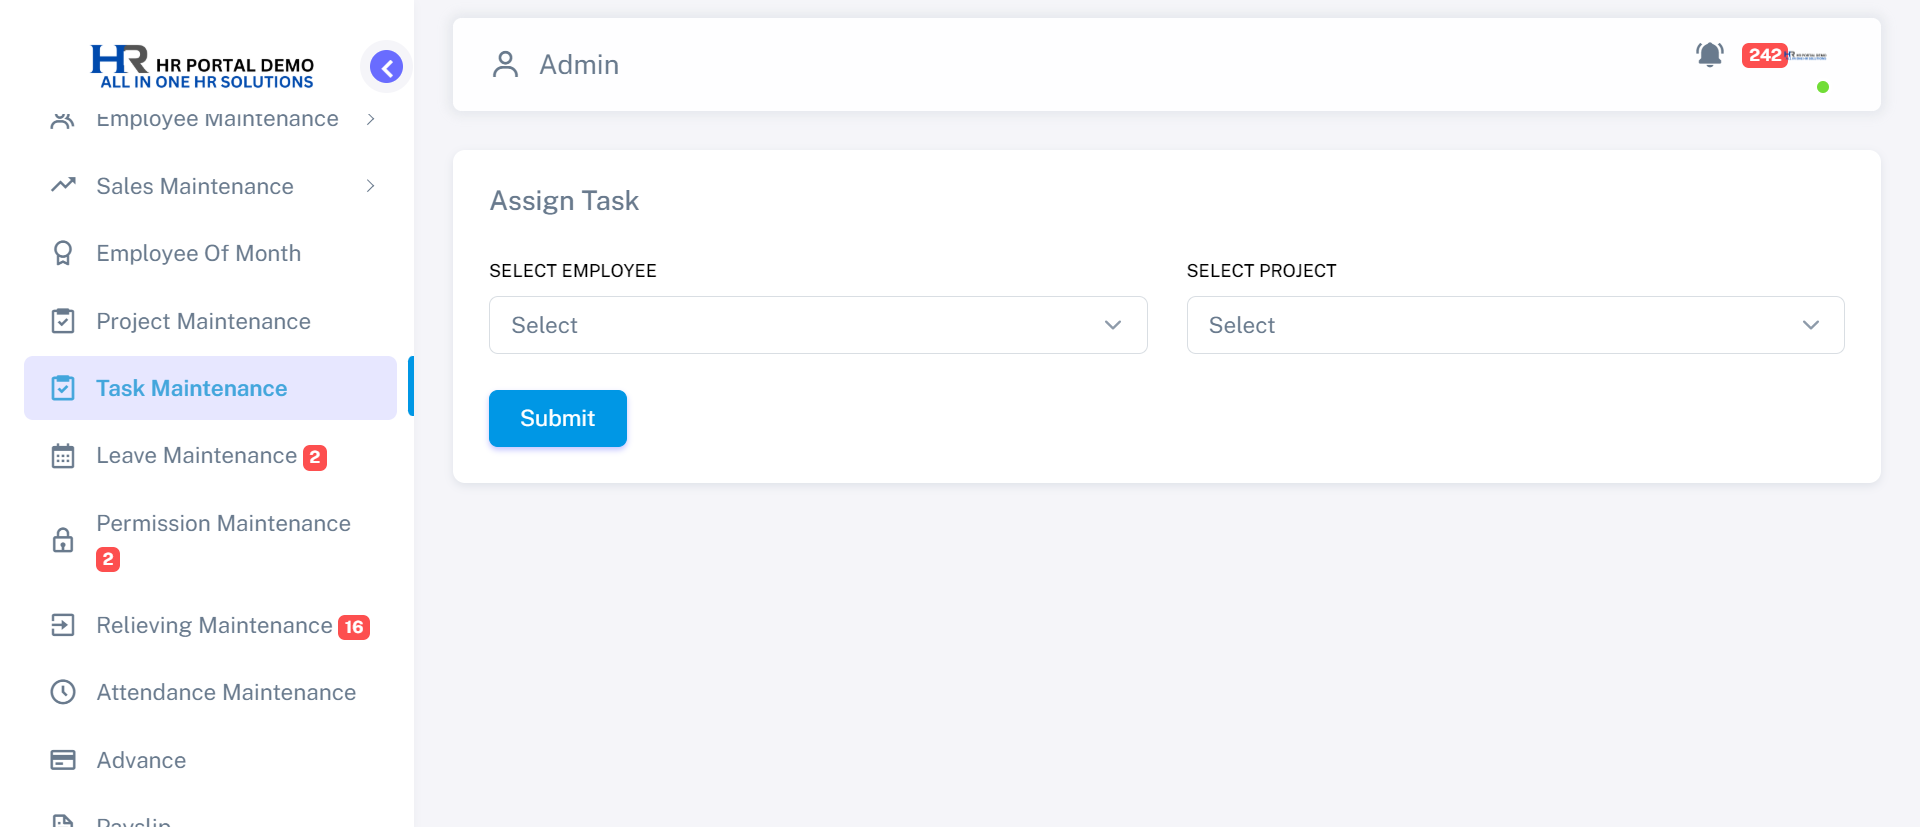 HR HR PORTAL DEMO
ALL IN ONE HR SOLUTIONS
Employee Maintenance
Sales Maintenance
Employee Of Month
Project Maintenance
Task Maintenance
Leave Maintenance 2
Permission Maintenance
2
Relieving Maintenance 16
Attendance Maintenance
Advance
Payslip
Admin
242
Assign Task
SELECT EMPLOYEE
Select
SELECT PROJECT
Select
Submit